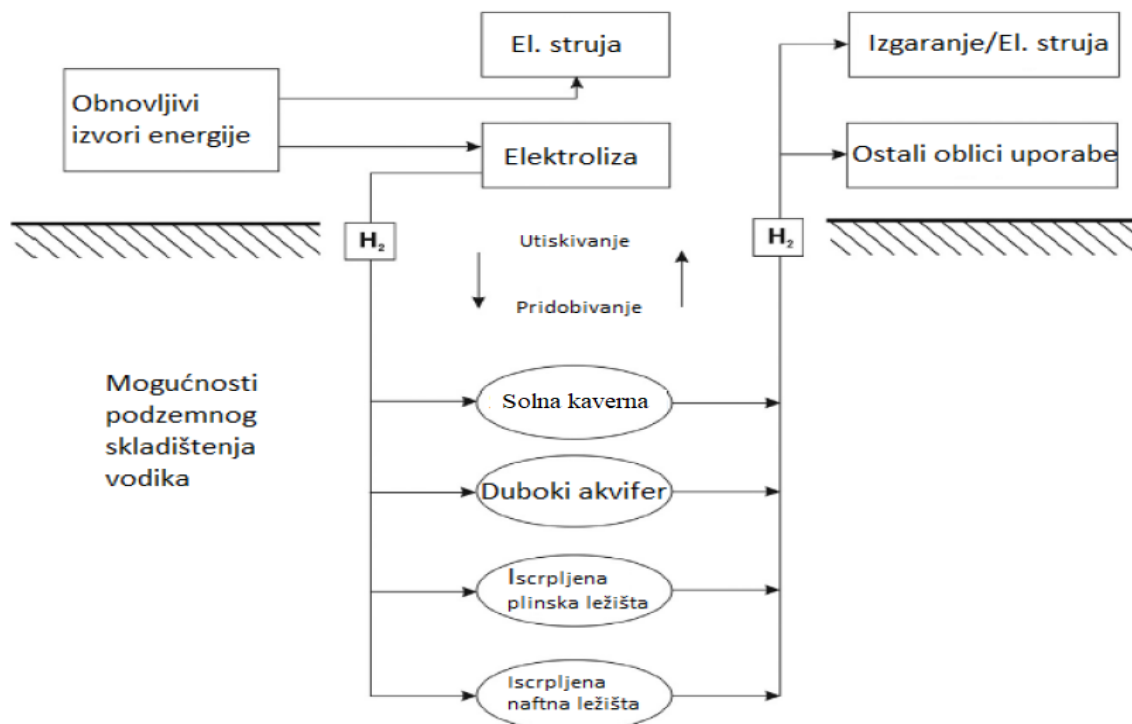 El. struja
Izgaranje/El. struja
Obnovljivi
izvori energije
Elektroliza
Ostali oblici uporabe
H₂
Utiskivanje
H₂
Pridobivanje
Mogućnosti
podzemnog
skladištenja
vodika
Solna kaverna
Duboki akvifer
Iscrpljena
plinska ležišta
Iscrpljena
naftna ležišta